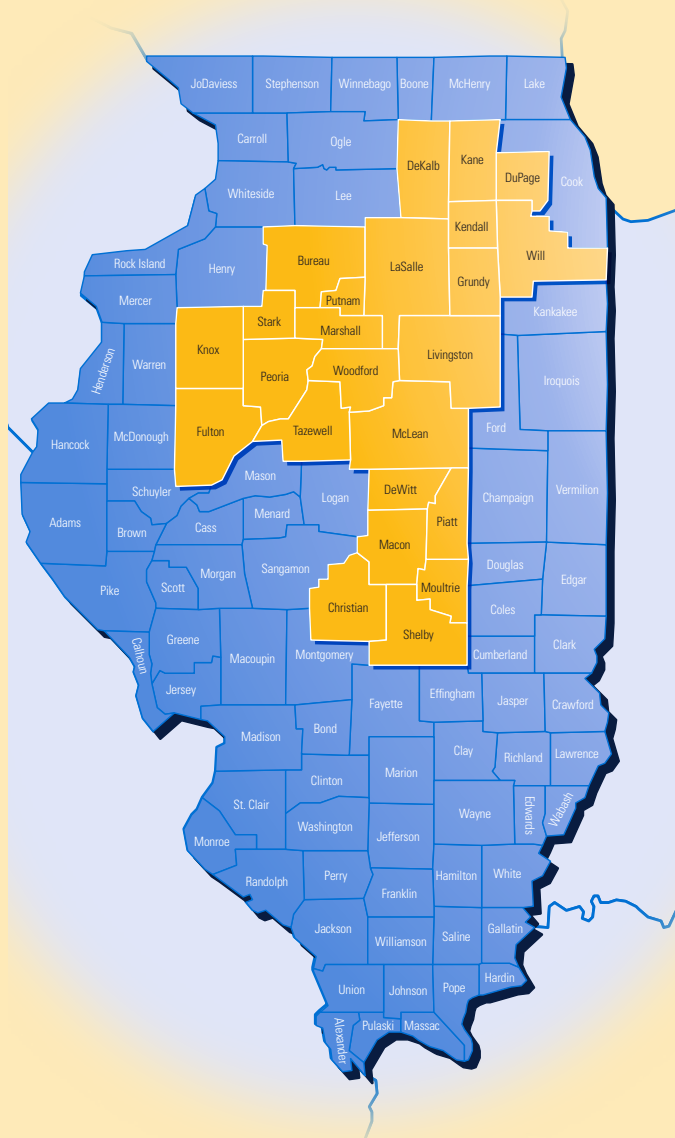 JoDaviess
Stephenson
Winnebago
Boone
McHenry
Lake
Carroll
Ogle
DeKalb
Kane
DuPage
Cook
Whiteside
Lee
Kendall
Rock Island
Henry
Bureau
LaSalle
Will
Grundy
Mercer
Putnam
Kankakee
Stark
Marshall
Knox
Livingston
Henderson
Warren
Peoria
Woodford
Iroquois
Hancock
McDonough
Fulton
Tazewell
McLean
Ford
Schuyler
Mason
Logan
DeWitt
Champaign
Vermilion
Adams
Brown
Cass
Menard
Piatt
Macon
Pike
Scott
Morgan
Sangamon
Douglas
Edgar
Moultrie
Christian
Coles
Shelby
Calhoun
Greene
Macoupin
Montgomery
Cumberland
Clark
Jersey
Fayette
Effingham
Jasper
Crawford
Madison
Bond
Clay
Richland
Lawrence
Clinton
Marion
St. Clair
Washington
Wayne
Edwards
Wabash
Monroe
Jefferson
Randolph
Perry
Hamilton
White
Franklin
Jackson
Williamson
Saline
Gallatin
Union
Johnson
Pope
Hardin
Alexander
Pulaski
Massac